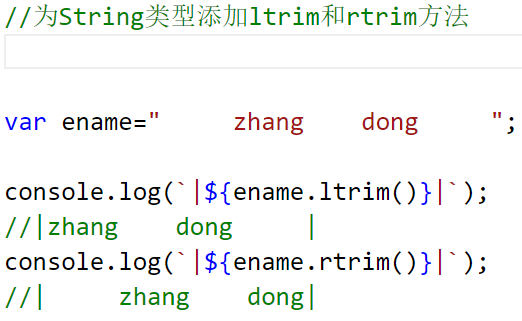 //为String类型添加ltrim和rtrim方法
var ename="     zhang    dong     ";
console.log(`|${ename.ltrim()}|`);
//|zhang    dong     |
console.log(`|${ename.rtrim()}|`);
//|     zhang    dong|